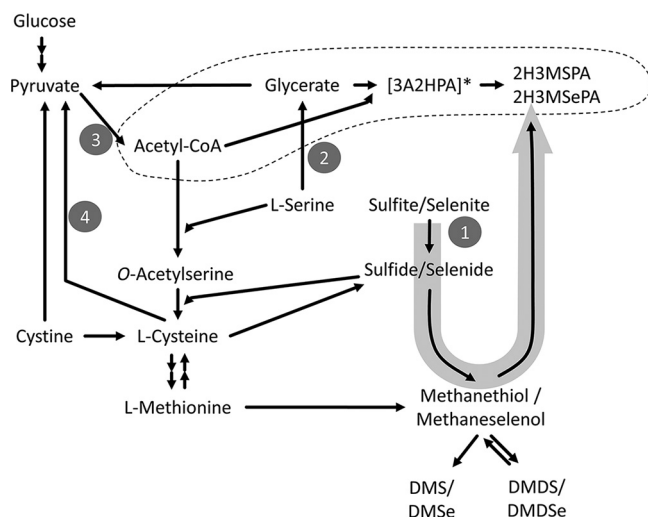 Glucose
Pyruvate
Glycerate
[3A2HPA]*
2H3MSPA
2H3MSePA
3
Acetyl-CoA
2
4
L-Serine
Sulfite/Selenite
1
O-Acetylserine
Sulfide/Selenide
Cystine
L-Cysteine
L-Methionine
Methanethiol /
Methaneselenol
DMS/
DMSe
DMDS/
DMDSe